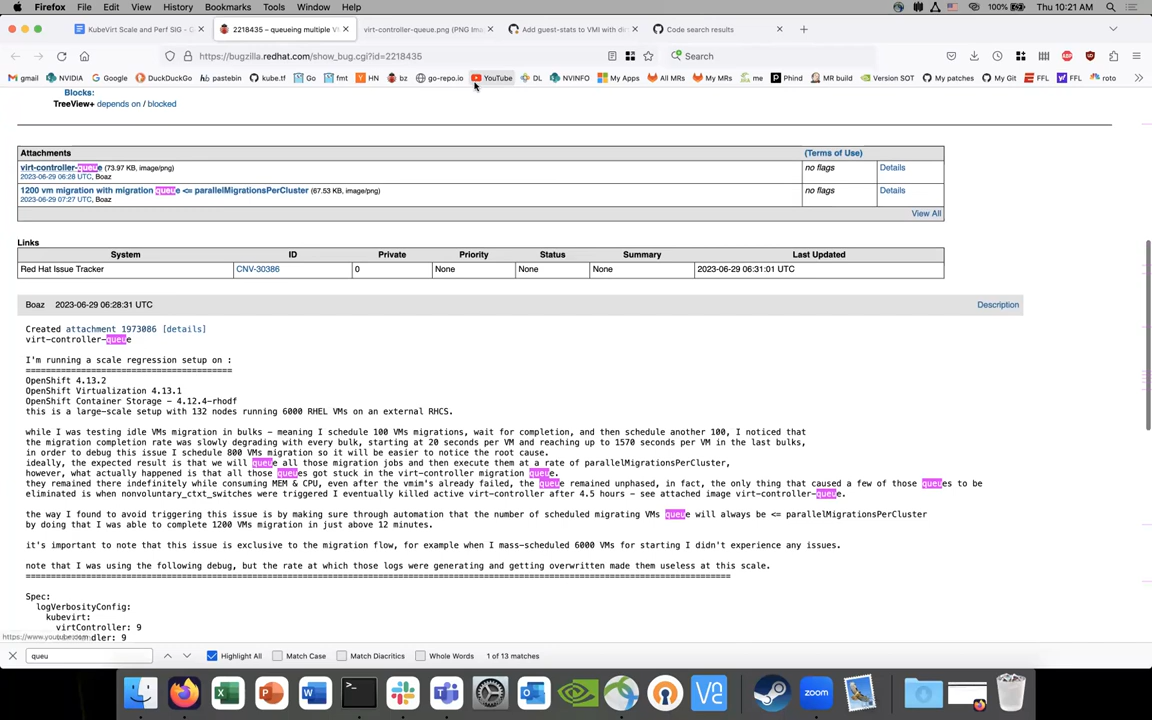 Firefox File Edit View History Bookmarks Tools Window Help 100% Thu 10:21 AM
KubeVirt Scale and Perf SIG - D
2218435 – queueing multiple V
virt-controller-queue.png (PNG Ima
Add guest-stats to VMI with dir
Code search results
https://bugzilla.redhat.com/show_bug.cgi?id=2218435
Search
gmail NVIDIA Google DuckDuckGo pastebin kube.tf Go fmt HN bz go-repo.io YouTube DL NVINFO My Apps All MRs My MRs me Phind MR build Version SOT My patches My Git FFL FFL roto
Blocks:
TreeView+ depends on / blocked
Attachments (Terms of Use)
virt-controller-queue (73.97 KB, image/png) no flags Details
2023-06-29 06:28 UTC, Boaz
1200 vm migration with migration queue <= parallelMigrationsPerCluster (67.53 KB, image/png) no flags Details
2023-06-29 07:27 UTC, Boaz
View All
Links
System ID Private Priority Status Summary Last Updated
Red Hat Issue Tracker CNV-30386 0 None None None 2023-06-29 06:31:01 UTC
Boaz 2023-06-29 06:28:31 UTC Description
Created attachment 1973086 [details]
virt-controller-queue
I'm running a scale regression setup on :
=========================================
OpenShift 4.13.2
OpenShift Virtualization 4.13.1
OpenShift Container Storage - 4.12.4-rhodf
this is a large-scale setup with 132 nodes running 6000 RHEL VMs on an external RHCS.
while I was testing idle VMs migration in bulks - meaning I schedule 100 VMs migrations, wait for completion, and then schedule another 100, I noticed that
the migration completion rate was slowly degrading with every bulk, starting at 20 seconds per VM and reaching up to 1570 seconds per VM in the last bulks,
in order to debug this issue I schedule 800 VMs migration so it will be easier to notice the root cause.
ideally, the expected result is that we will queue all those migration jobs and then execute them at a rate of parallelMigrationsPerCluster,
however, what actually happened is that all those queues got stuck in the virt-controller migration queue.
they remained there indefinitely while consuming MEM & CPU, even after the vmim's already failed, the queue remained unphased, in fact, the only thing that caused a few of those queues to be
eliminated is when nonvoluntary_ctxt_switches were triggered I eventually killed active virt-controller after 4.5 hours - see attached image virt-controller-queue.
the way I found to avoid triggering this issue is by making sure through automation that the number of scheduled migrating VMs queue will always be <= parallelMigrationsPerCluster
by doing that I was able to complete 1200 VMs migration in just above 12 minutes.
it's important to note that this issue is exclusive to the migration flow, for example when I mass-scheduled 6000 VMs for starting I didn't experience any issues.
note that I was using the following debug, but the rate at which those logs were generating and getting overwritten made them useless at this scale.
Spec:
logVerbosityConfig:
kubevirt:
virtController: 9
ndler: 9
https://www.youtube.com
queu Highlight All Match Case Match Diacritics Whole Words 1 of 13 matches
zoom